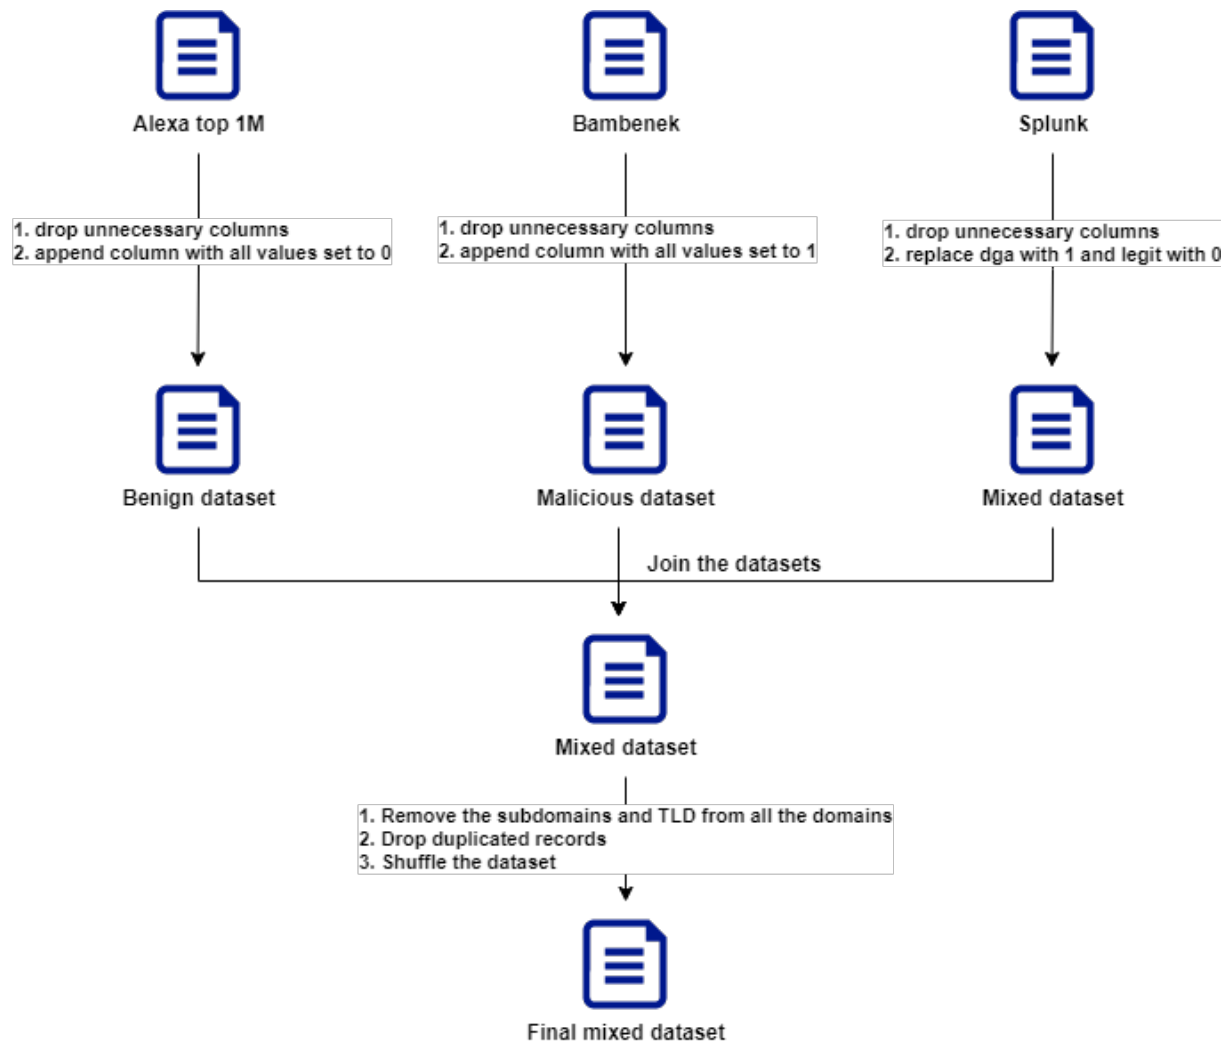 Alexa top 1M
Bambenek
Splunk
1. drop unnecessary columns
2. append column with all values set to 0
1. drop unnecessary columns
2. append column with all values set to 1
1. drop unnecessary columns
2. replace dga with 1 and legit with 0
Benign dataset
Malicious dataset
Mixed dataset
Join the datasets
Mixed dataset
1. Remove the subdomains and TLD from all the domains
2. Drop duplicated records
3. Shuffle the dataset
Final mixed dataset